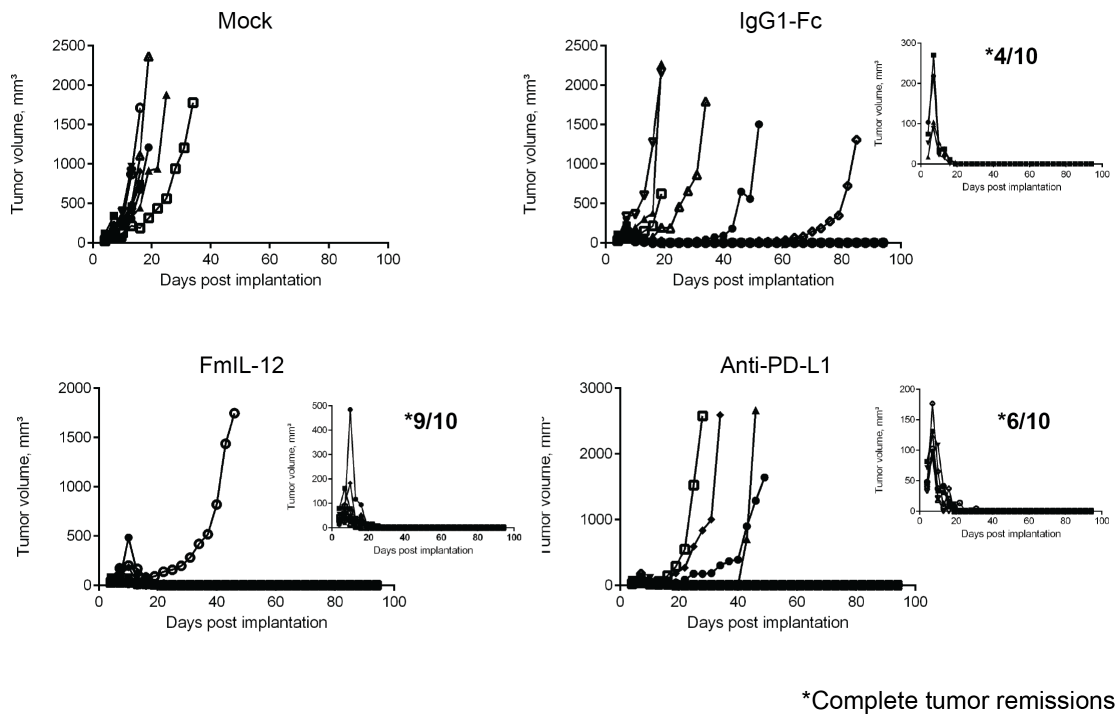 Mock
2500
2000
1500
1000
500
0
Tumor volume, mm³
0 20 40 60 80 100
Days post implantation
IgG1-Fc
2500
2000
1500
1000
500
0
Tumor volume, mm³
0 20 40 60 80 100
Days post implantation
*4/10
300
200
100
0
Tumor volume, mm³
0 20 40 60 80 100
Days post implantation
FmIL-12
2000
1500
1000
500
0
Tumor volume, mm³
0 20 40 60 80 100
Days post implantation
*9/10
500
400
300
200
100
0
Tumor volume, mm³
0 20 40 60 80 100
Days post implantation
Anti-PD-L1
3000
2000
1000
0
Tumor volume, mm³
0 20 40 60 80 100
Days post implantation
*6/10
200
150
100
50
0
Tumor volume, mm³
0 20 40 60 80 100
Days post implantation
*Complete tumor remissions